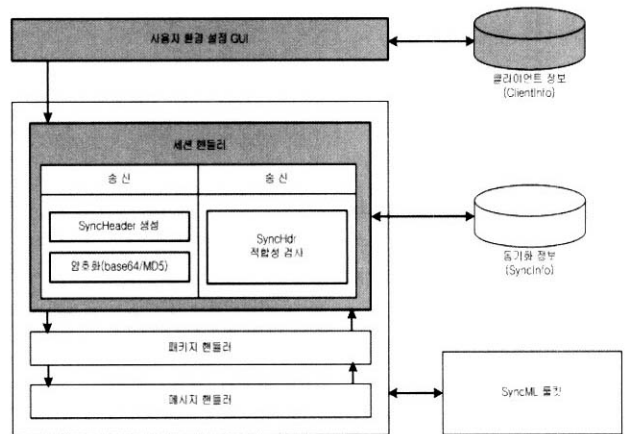 사용자 환경 설정 GUI
클라이언트 정보
(ClientInfo)
세션 핸들러
송 신
송 신
SyncHeader 생성
암호화(base64/MD5)
SyncHdr
적합성 검사
동기화 정보
(SyncInfo)
패키지 핸들러
메시지 핸들러
SyncML 툴킷